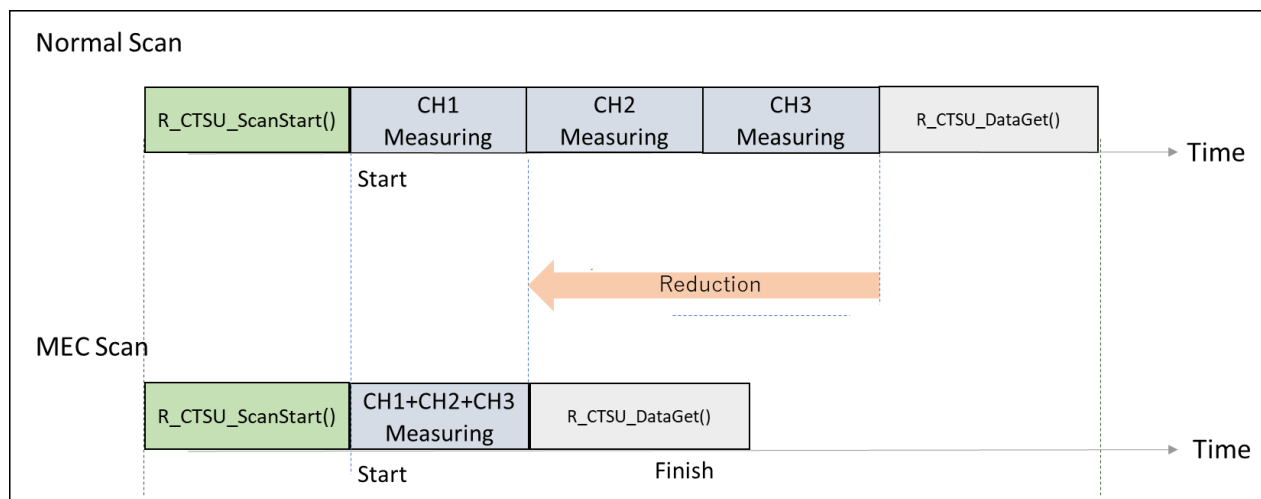 Normal Scan
R_CTSU_ScanStart()
CH1
Measuring
CH2
Measuring
CH3
Measuring
R_CTSU_DataGet()
Time
Start
Reduction
MEC Scan
R_CTSU_ScanStart()
CH1+CH2+CH3
Measuring
R_CTSU_DataGet()
Time
Start
Finish